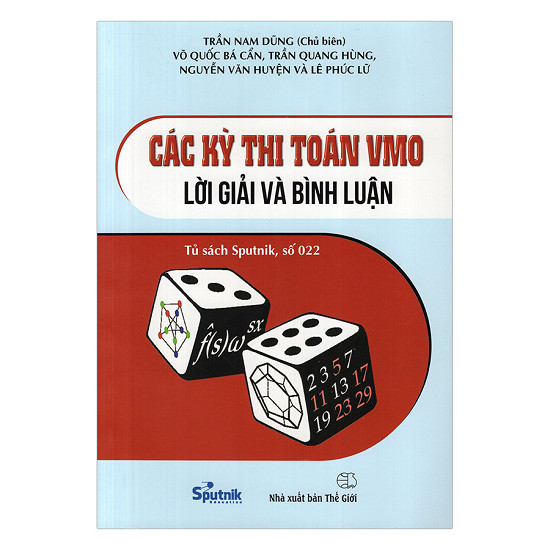 TRẦN NAM DŨNG (Chủ biên)
VÕ QUỐC BÁ CẨN, TRẦN QUANG HÙNG,
NGUYỄN VĂN HUYỆN VÀ LÊ PHÚC LỮ
CÁC KỲ THI TOÁN VMO
LỜI GIẢI VÀ BÌNH LUẬN
Tủ sách Sputnik, số 022
f̂(s)ω^sx
2 3 5 7
11 13 17
19 23 29
Sputnik
Education
Nhà xuất bản Thế Giới